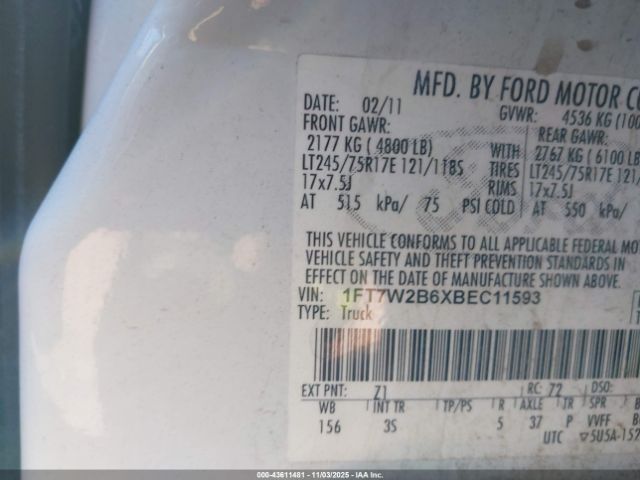 MFD. BY FORD MOTOR CO
DATE: 02/11 GVWR: 4536 KG (100
FRONT GAWR: REAR GAWR:
2177 KG ( 4800 LB) WITH 2767 KG ( 6100 LB
LT245/75R17E 121/118S TIRES LT245/75R17E 121/
17x7.5J RIMS 17x7.5J
AT 515 kPa/ 75 PSI COLD AT 550 kPa/
THIS VEHICLE CONFORMS TO ALL APPLICABLE FEDERAL MOTO
VEHICLE SAFETY AND THEFT PREVENTION STANDARDS IN
EFFECT ON THE DATE OF MANUFACTURE SHOWN ABOVE.
VIN: 1FT7W2B6XBEC11593
TYPE: Truck
EXT PNT: Z1 RC: 72 DSO:
WB INT TR TP/PS R AXLE TR SPR
156 3S 5 37 P VVFF
UTC 5U5A-152
000-43611481 - 11/03/2025 - IAA Inc.